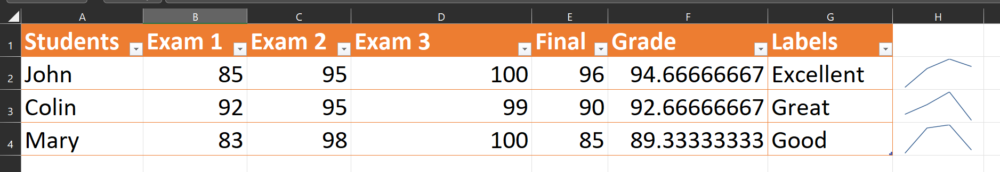 A B C D E F G H
1 Students Exam 1 Exam 2 Exam 3 Final Grade Labels
2 John 85 95 100 96 94.66666667 Excellent
3 Colin 92 95 99 90 92.66666667 Great
4 Mary 83 98 100 85 89.33333333 Good